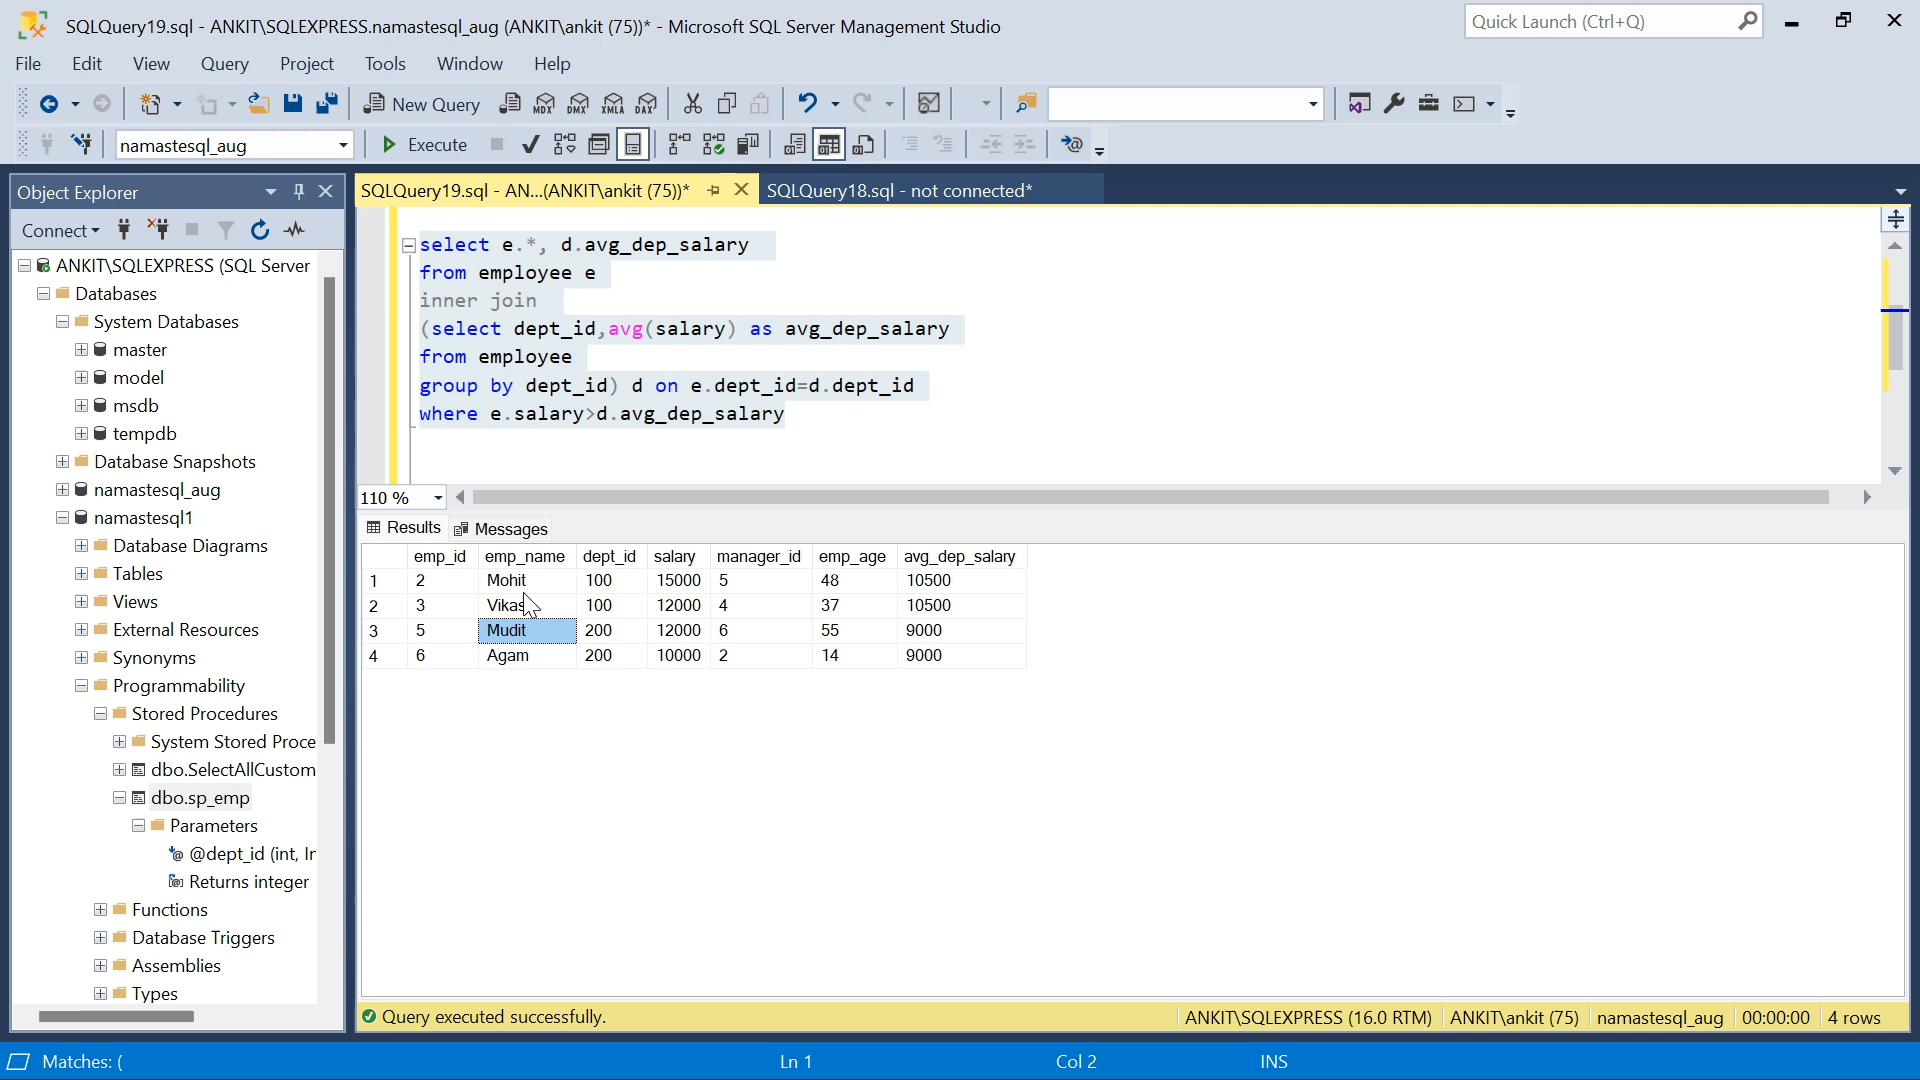 SQLQuery19.sql - ANKIT\SQLEXPRESS.namastesql_aug (ANKIT\ankit (75))* - Microsoft SQL Server Management Studio
Quick Launch (Ctrl+Q)
File Edit View Query Project Tools Window Help
New Query MDX DMX XMLA DAX
namastesql_aug Execute
Object Explorer
SQLQuery19.sql - AN...(ANKIT\ankit (75))* SQLQuery18.sql - not connected*
Connect
ANKIT\SQLEXPRESS (SQL Server
Databases
System Databases
master
model
msdb
tempdb
Database Snapshots
namastesql_aug
namastesql1
Database Diagrams
Tables
Views
External Resources
Synonyms
Programmability
Stored Procedures
System Stored Proce
dbo.SelectAllCustom
dbo.sp_emp
Parameters
@dept_id (int, Ir
Returns integer
Functions
Database Triggers
Assemblies
Types
select e.*, d.avg_dep_salary
from employee e
inner join
(select dept_id,avg(salary) as avg_dep_salary
from employee
group by dept_id) d on e.dept_id=d.dept_id
where e.salary>d.avg_dep_salary
110 %
Results Messages
emp_id emp_name dept_id salary manager_id emp_age avg_dep_salary
1 2 Mohit 100 15000 5 48 10500
2 3 Vikas 100 12000 4 37 10500
3 5 Mudit 200 12000 6 55 9000
4 6 Agam 200 10000 2 14 9000
Query executed successfully. ANKIT\SQLEXPRESS (16.0 RTM) ANKIT\ankit (75) namastesql_aug 00:00:00 4 rows
Matches: ( Ln 1 Col 2 INS